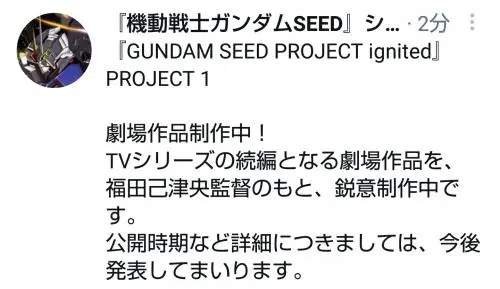 『機動戦士ガンダムSEED』シ... · 2分
『GUNDAM SEED PROJECT ignited』
PROJECT 1
劇場作品制作中！
TVシリーズの続編となる劇場作品を、
福田己津央監督のもと、鋭意制作中で
す。
公開時期など詳細につきましては、今後
発表してまいります。